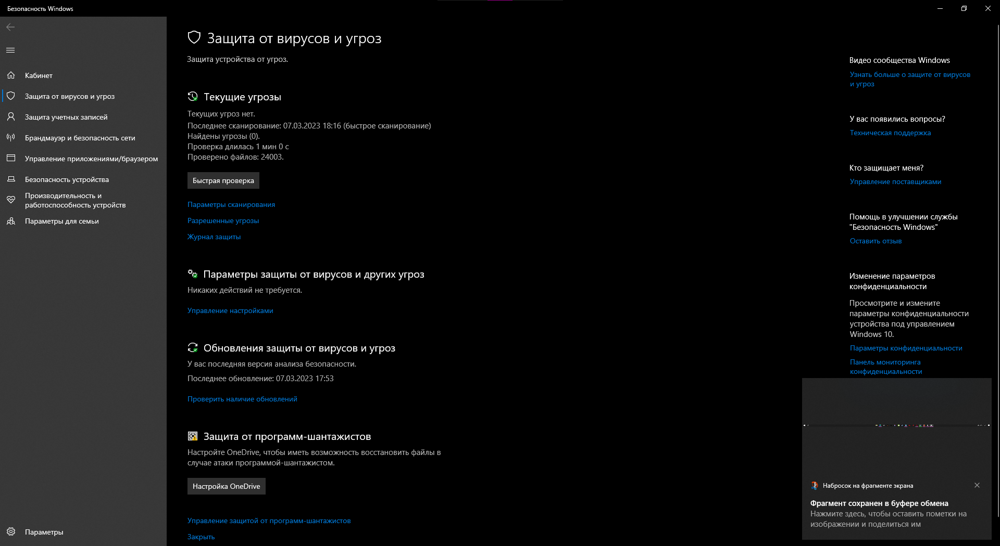 Безопасность Windows
Кабинет
Защита от вирусов и угроз
Защита учетных записей
Брандмауэр и безопасность сети
Управление приложениями/браузером
Безопасность устройства
Производительность и
работоспособность устройств
Параметры для семьи
Параметры
Защита от вирусов и угроз
Защита устройства от угроз.
Текущие угрозы
Текущих угроз нет.
Последнее сканирование: 07.03.2023 18:16 (быстрое сканирование)
Найдены угрозы (0).
Проверка длилась 1 мин 0 с
Проверено файлов: 24003.
Быстрая проверка
Параметры сканирования
Разрешенные угрозы
Журнал защиты
Параметры защиты от вирусов и других угроз
Никаких действий не требуется.
Управление настройками
Обновления защиты от вирусов и угроз
У вас последняя версия анализа безопасности.
Последнее обновление: 07.03.2023 17:53
Проверить наличие обновлений
Защита от программ-шантажистов
Настройте OneDrive, чтобы иметь возможность восстановить файлы в
случае атаки программой-шантажистом.
Настройка OneDrive
Управление защитой от программ-шантажистов
Закрыть
Видео сообщества Windows
Узнать больше о защите от вирусов
и угроз
У вас появились вопросы?
Техническая поддержка
Кто защищает меня?
Управление поставщиками
Помощь в улучшении службы
"Безопасность Windows"
Оставить отзыв
Изменение параметров
конфиденциальности
Просмотрите и измените
параметры конфиденциальности
устройства под управлением
Windows 10.
Параметры конфиденциальности
Панель мониторинга
конфиденциальности
Набросок на фрагменте экрана
Фрагмент сохранен в буфере обмена
Нажмите здесь, чтобы оставить пометки на
изображении и поделиться им